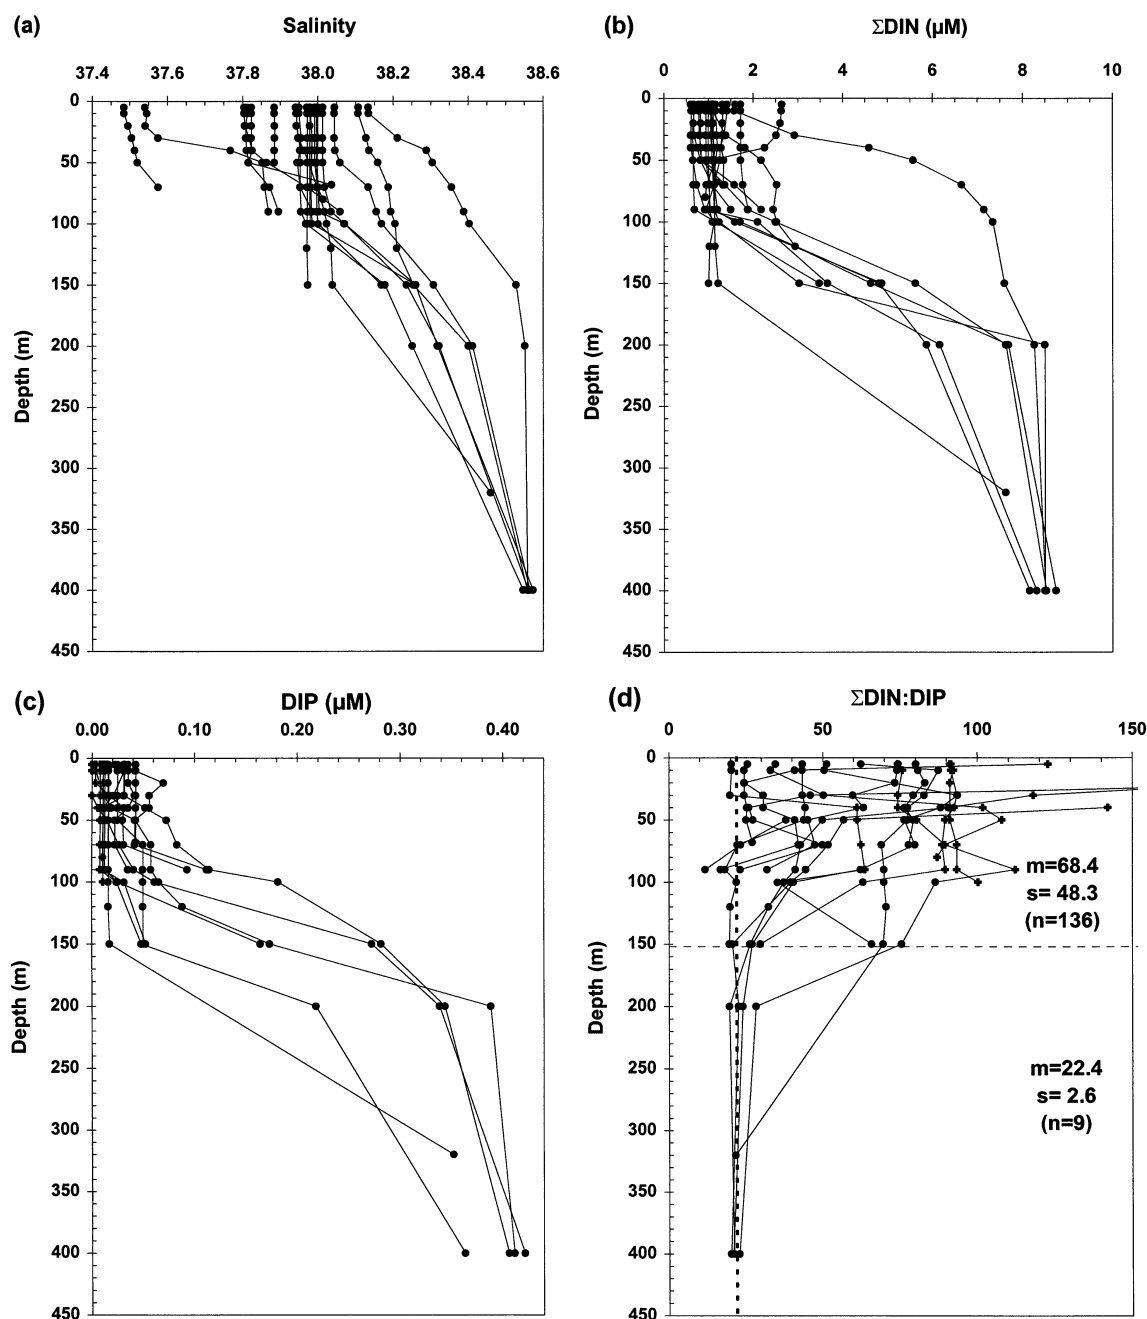 (a) Salinity
37.4 37.6 37.8 38.0 38.2 38.4 38.6
0
50
100
150
200
250
300
350
400
450
Depth (m)
(b) ΣDIN (µM)
0 2 4 6 8 10
0
50
100
150
200
250
300
350
400
450
Depth (m)
(c) DIP (µM)
0.00 0.10 0.20 0.30 0.40
0
50
100
150
200
250
300
350
400
450
Depth (m)
(d) ΣDIN:DIP
0 50 100 150
0
50
100
150
200
250
300
350
400
450
Depth (m)
m=68.4
s= 48.3
(n=136)
m=22.4
s= 2.6
(n=9)